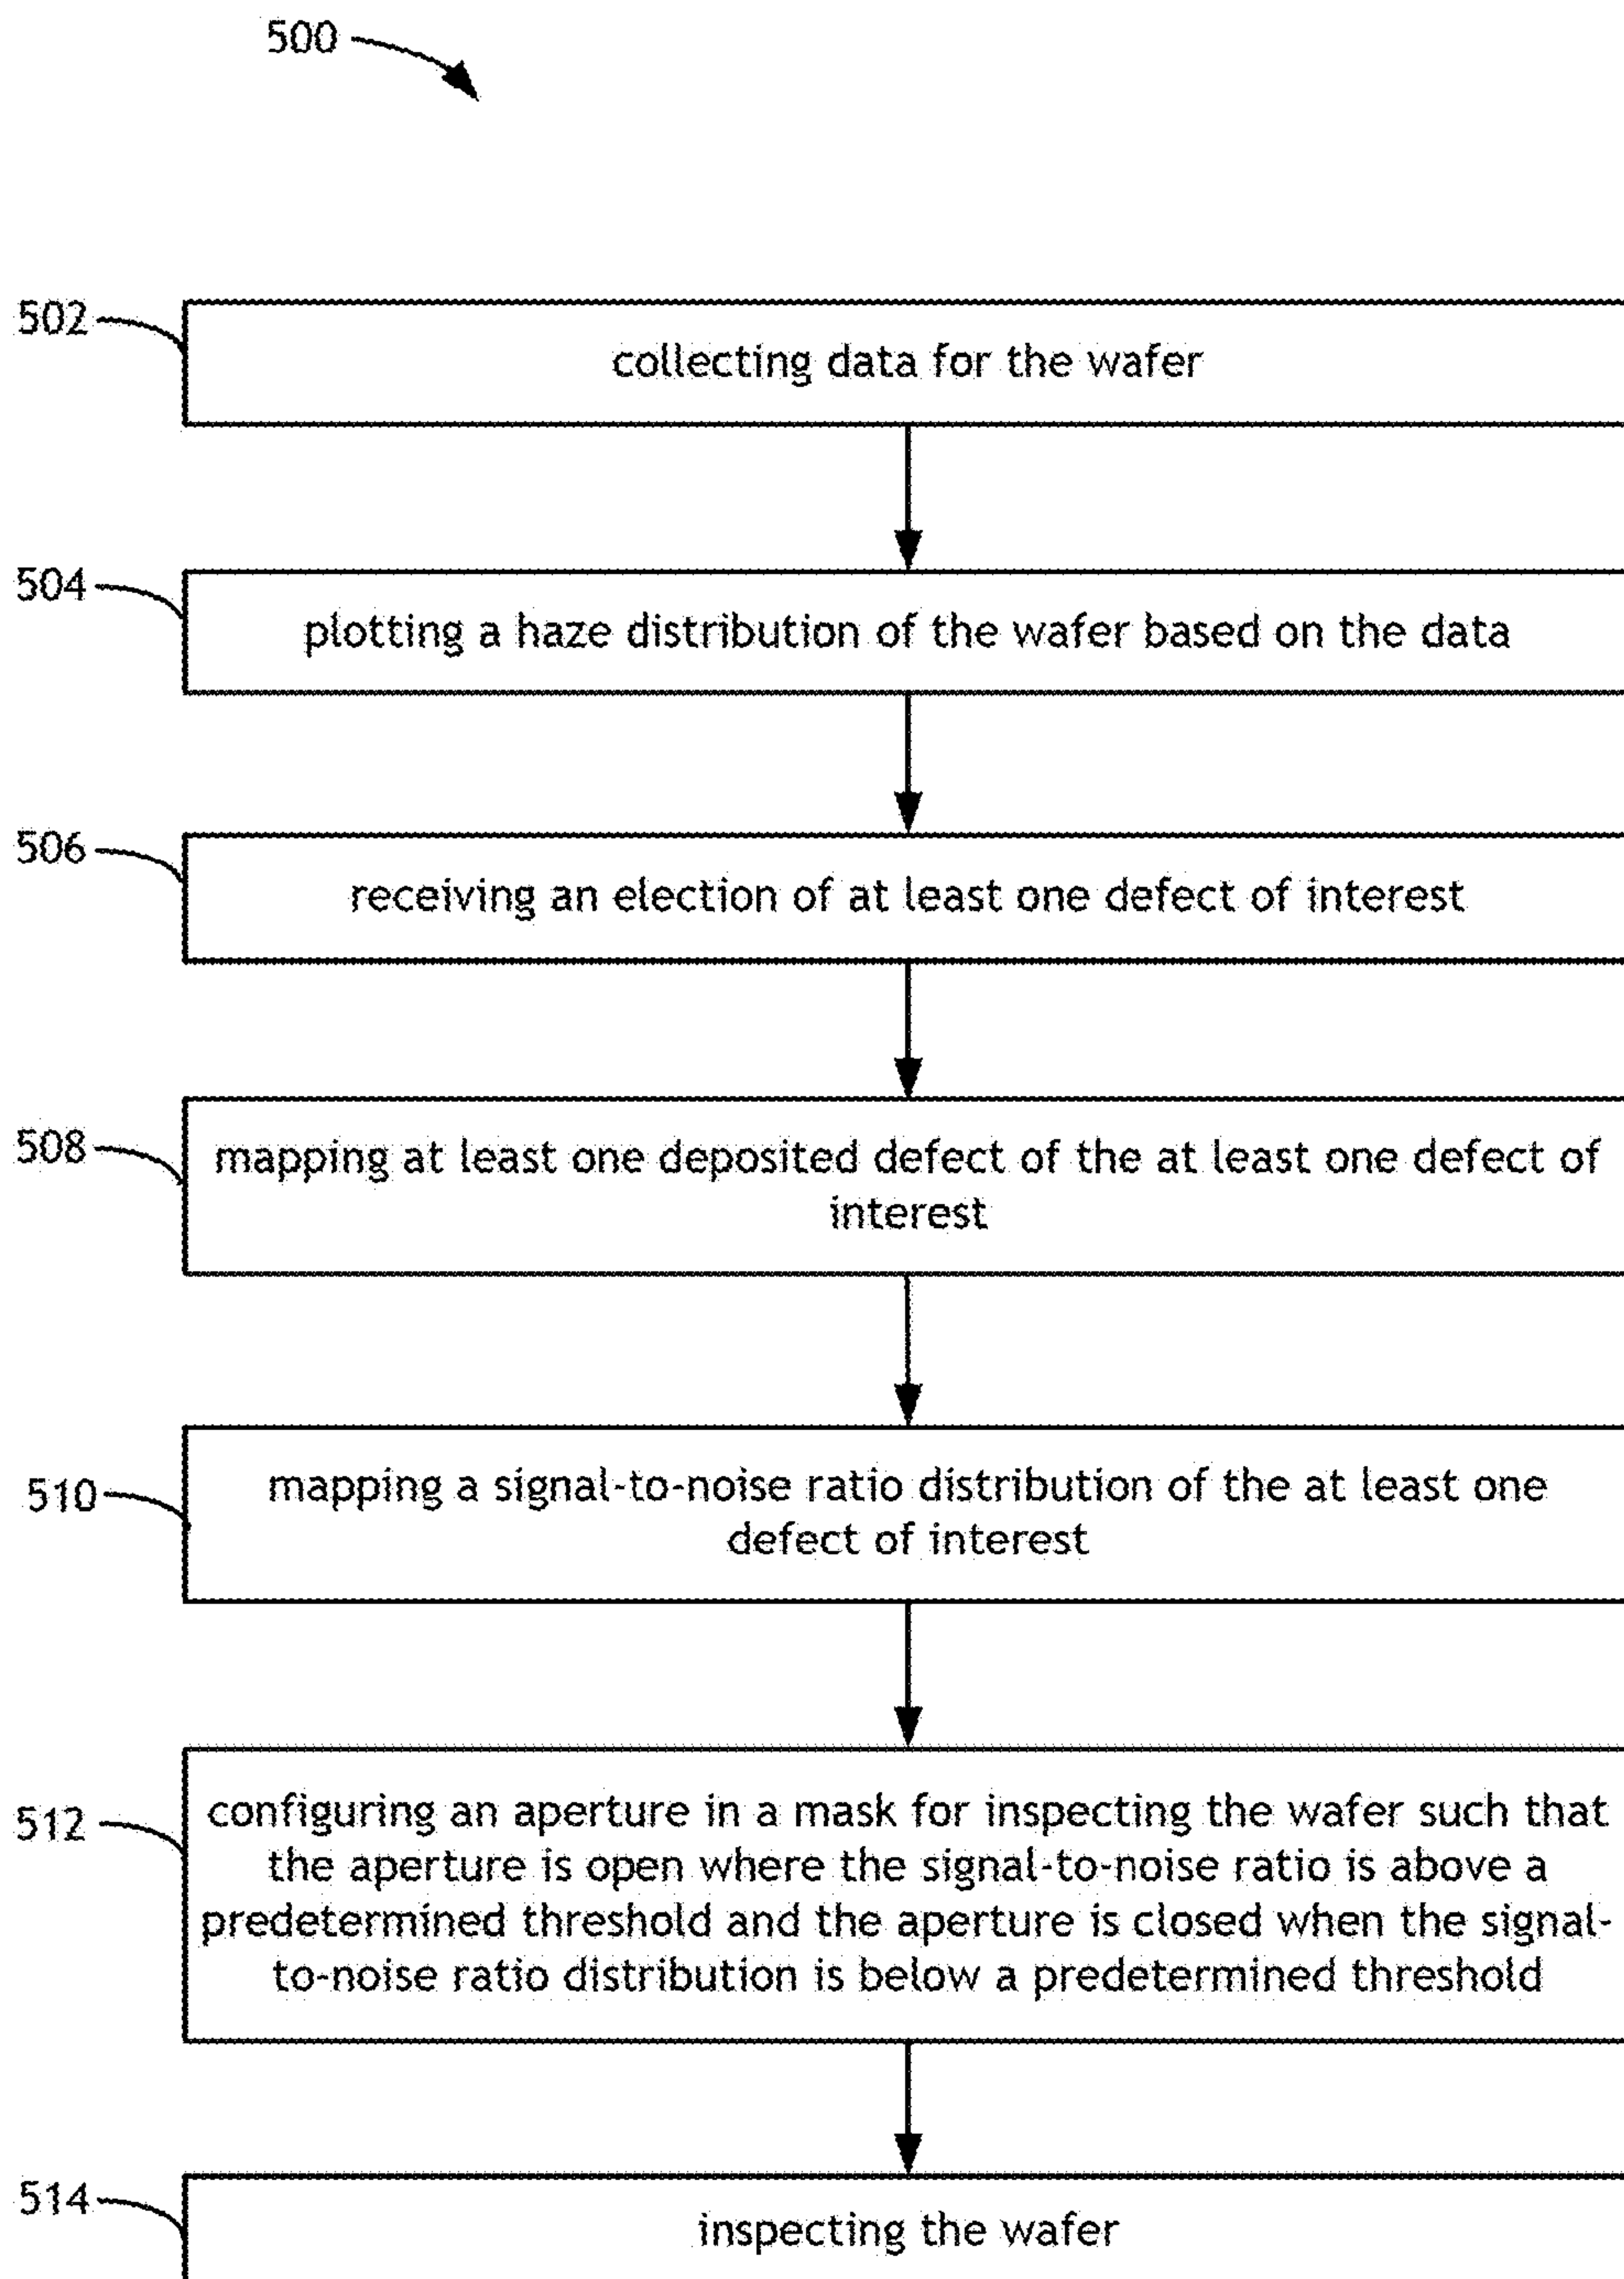 500
502
collecting data for the wafer
504
plotting a haze distribution of the wafer based on the data
506
receiving an election of at least one defect of interest
508
mapping at least one deposited defect of the at least one defect of
interest
510
mapping a signal-to-noise ratio distribution of the at least one
defect of interest
512
configuring an aperture in a mask for inspecting the wafer such that
the aperture is open where the signal-to-noise ratio is above a
predetermined threshold and the aperture is closed when the signal-
to-noise ratio distribution is below a predetermined threshold
514
inspecting the wafer